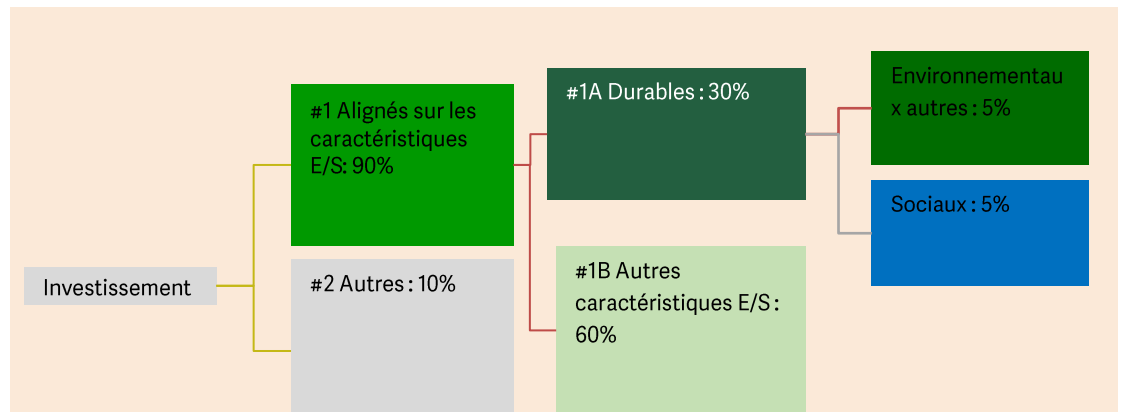 Investissement
#1 Alignés sur les
caractéristiques
E/S: 90%
#2 Autres : 10%
#1A Durables : 30%
#1B Autres
caractéristiques E/S :
60%
Environnementau
x autres : 5%
Sociaux : 5%